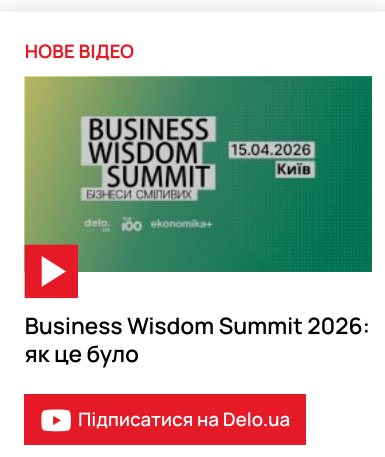 НОВЕ ВІДЕО
BUSINESS
WISDOM
SUMMIT
БІЗНЕСИ СМІЛИВИХ
15.04.2026
Київ
delo.
ua
100
ekonomika+
Business Wisdom Summit 2026:
як це було
Підписатися на Delo.ua